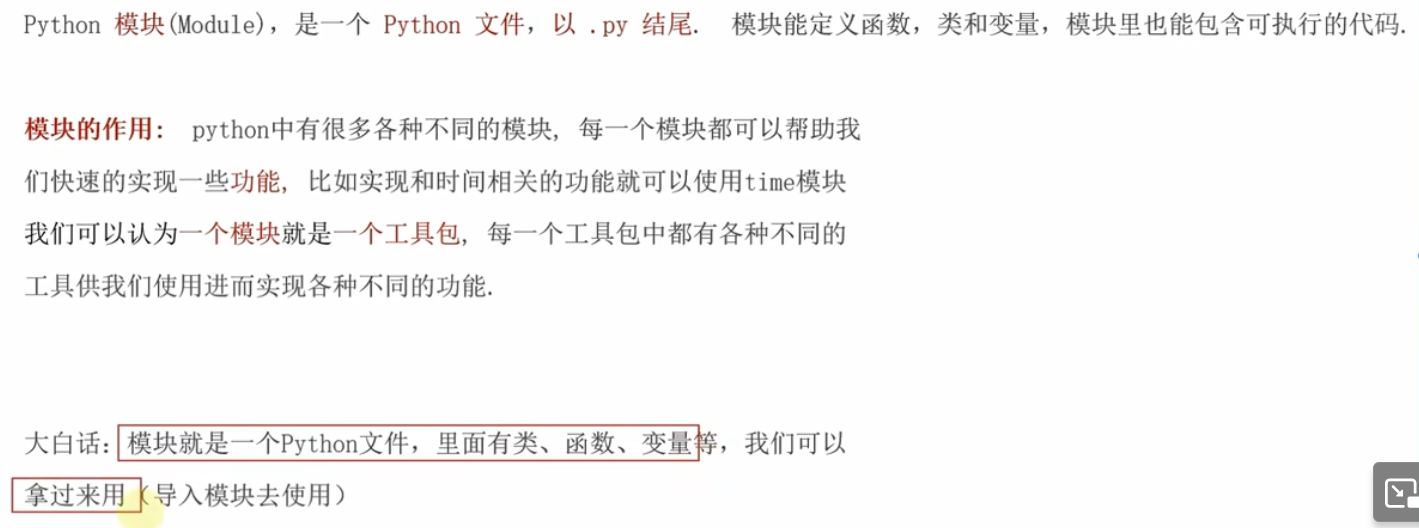 Python 模块(Module)，是一个 Python 文件，以 .py 结尾.  模块能定义函数，类和变量，模块里也能包含可执行的代码.
模块的作用:  python中有很多各种不同的模块, 每一个模块都可以帮助我
们快速的实现一些功能, 比如实现和时间相关的功能就可以使用time模块
我们可以认为一个模块就是一个工具包, 每一个工具包中都有各种不同的
工具供我们使用进而实现各种不同的功能.
大白话：模块就是一个Python文件，里面有类、函数、变量等，我们可以
拿过来用（导入模块去使用）